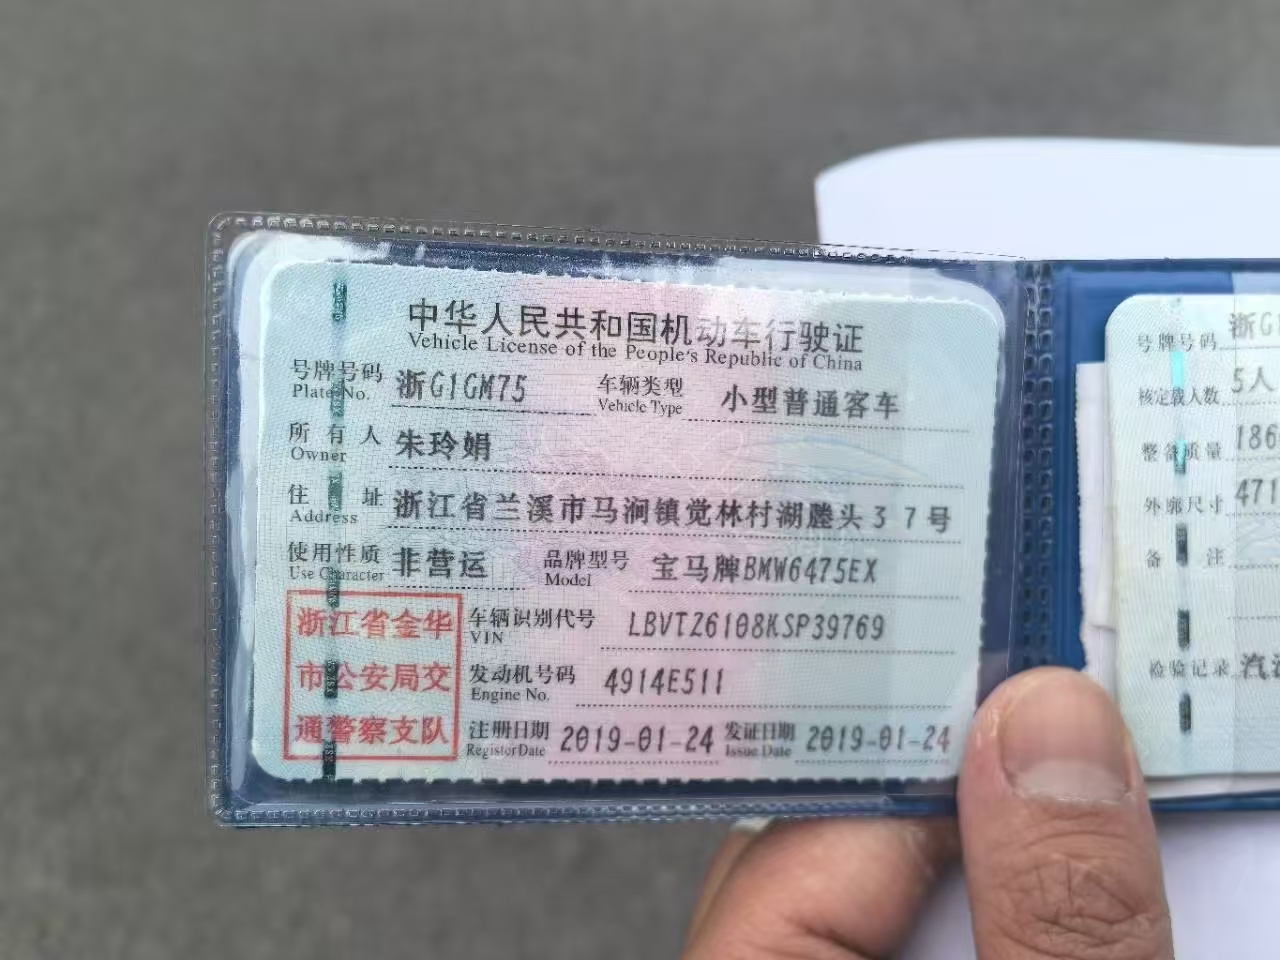 中华人民共和国机动车行驶证
Vehicle License of the People's Republic of China
号牌号码 浙G1GM75 车辆类型 小型普通客车
Plate No. Vehicle Type
所有人 朱玲娟
Owner
住址 浙江省兰溪市马涧镇觉林村湖塍头37号
Address
使用性质 非营运 品牌型号 宝马牌BMW6475EX
Use Character Model
浙江省金华
市公安局交
通警察支队
车辆识别代号 LBVTZ6108KSP39769
VIN
发动机号码 4914E511
Engine No.
注册日期 2019-01-24 发证日期 2019-01-24
Register Date Issue Date
号牌号码 浙G
核定载人数 5人
整备质量 186
外廓尺寸 471
备注
检验记录